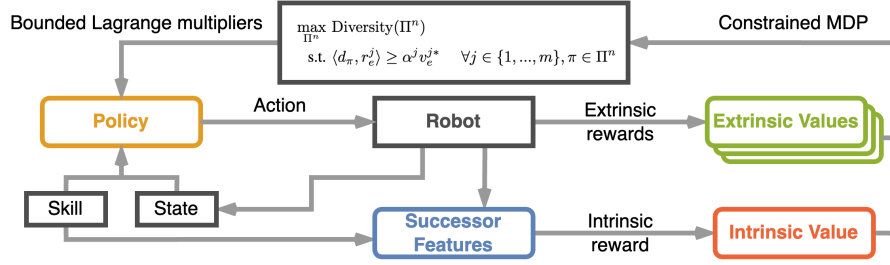 Bounded Lagrange multipliers
max Diversity(Πⁿ)
Πⁿ
s.t. ⟨d_π, r_e^j⟩ ≥ α^j v_e^{j*} ∀j ∈ {1, ..., m}, π ∈ Πⁿ
Constrained MDP
Policy
Action
Robot
Extrinsic
rewards
Extrinsic Values
Skill
State
Successor
Features
Intrinsic
reward
Intrinsic Value